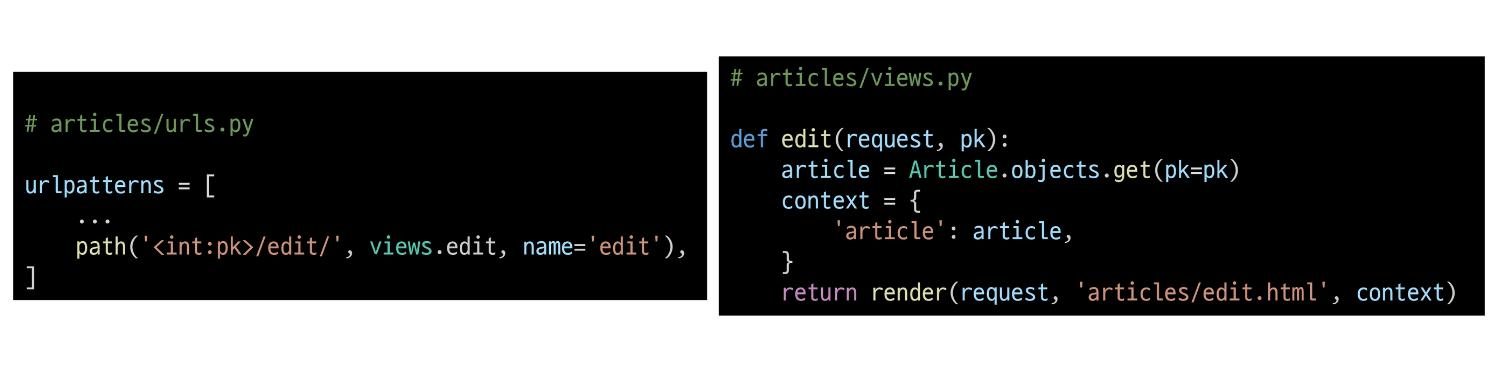 # articles/urls.py
urlpatterns = [
    ...
    path('<int:pk>/edit/', views.edit, name='edit'),
]
# articles/views.py
def edit(request, pk):
    article = Article.objects.get(pk=pk)
    context = {
        'article': article,
    }
    return render(request, 'articles/edit.html', context)